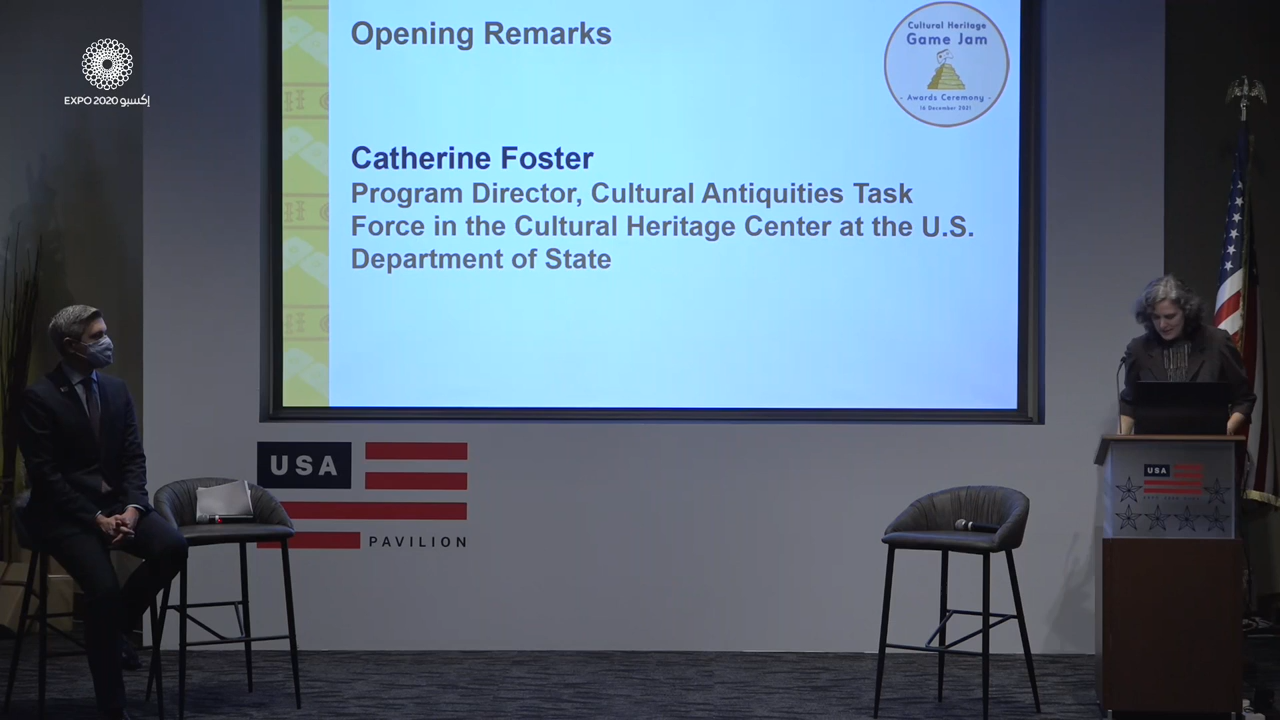 Opening Remarks
Cultural Heritage
Game Jam
- Awards Ceremony -
16 December 2021
EXPO 2020 إكسبو
Catherine Foster
Program Director, Cultural Antiquities Task
Force in the Cultural Heritage Center at the U.S.
Department of State
USA
PAVILION
USA